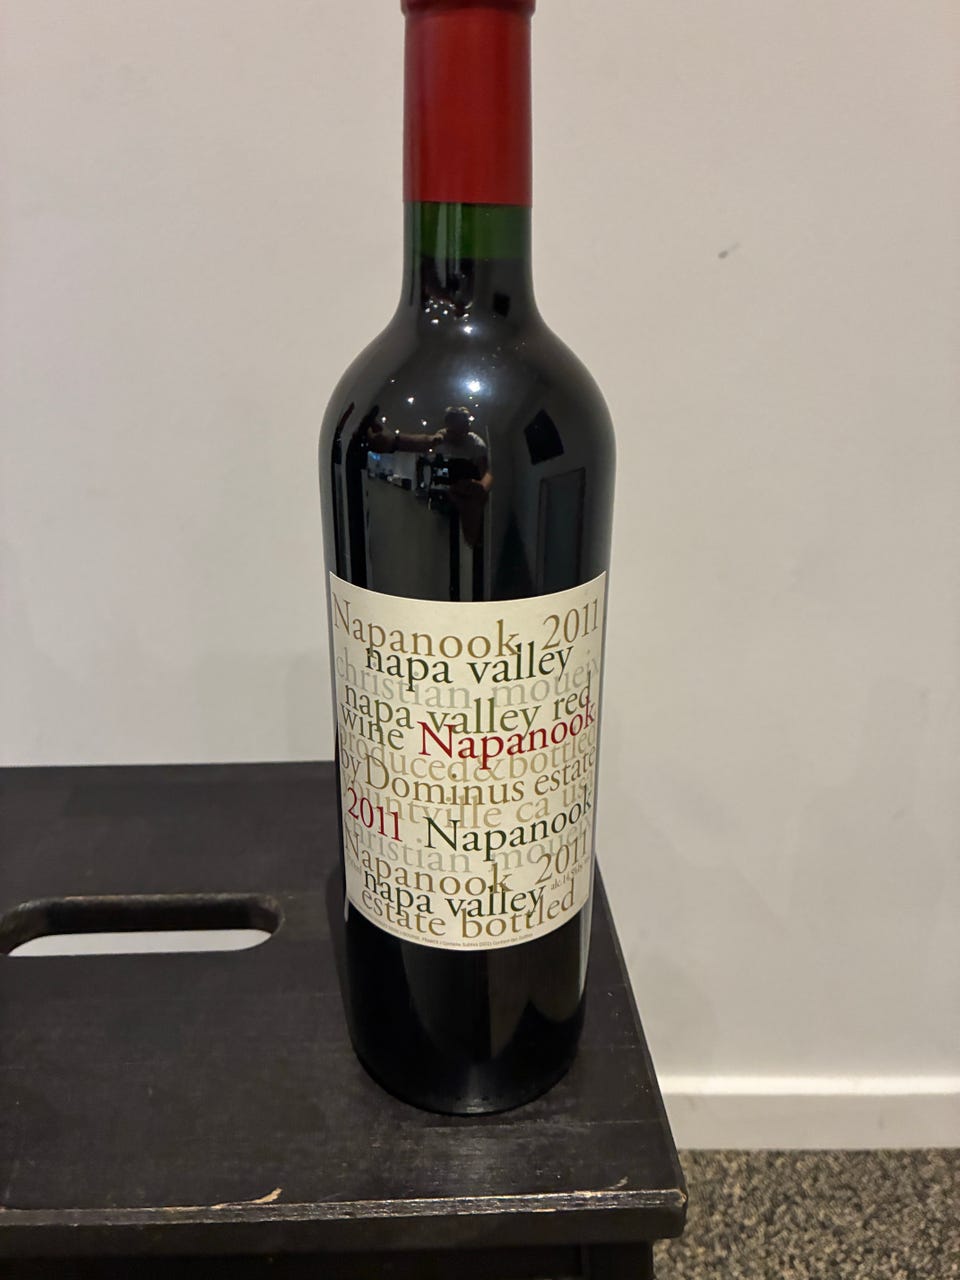 Napanook 2011
napa valley
christian moueix
napa valley red
wine Napanook
produced & bottled
by Dominus estate
yountville ca usa
2011 Napanook
christian moueix
Napanook 2011
napa valley
estate bottled